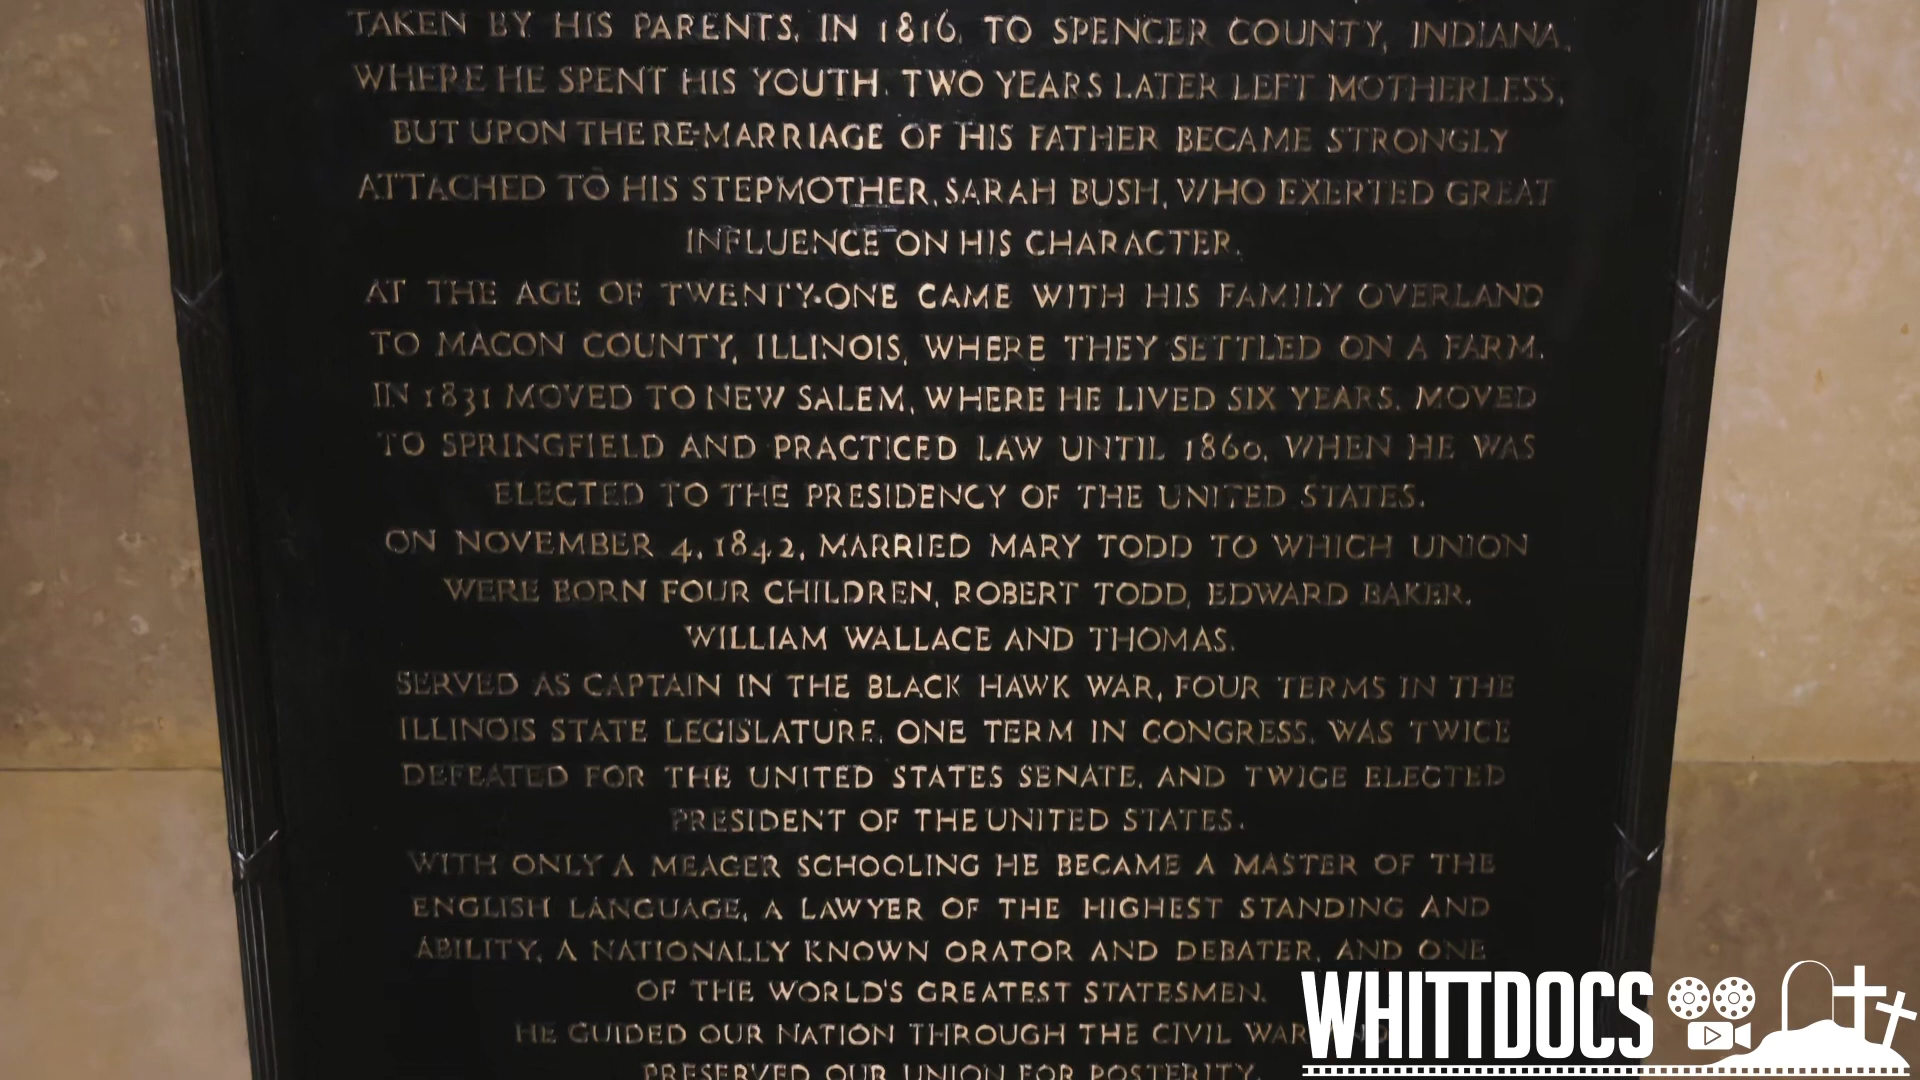 TAKEN BY HIS PARENTS, IN 1816, TO SPENCER COUNTY, INDIANA,
WHERE HE SPENT HIS YOUTH. TWO YEARS LATER LEFT MOTHERLESS,
BUT UPON THE RE-MARRIAGE OF HIS FATHER BECAME STRONGLY
ATTACHED TO HIS STEPMOTHER, SARAH BUSH, WHO EXERTED GREAT
INFLUENCE ON HIS CHARACTER.
AT THE AGE OF TWENTY-ONE CAME WITH HIS FAMILY OVERLAND
TO MACON COUNTY, ILLINOIS, WHERE THEY SETTLED ON A FARM.
IN 1831 MOVED TO NEW SALEM, WHERE HE LIVED SIX YEARS. MOVED
TO SPRINGFIELD AND PRACTICED LAW UNTIL 1860, WHEN HE WAS
ELECTED TO THE PRESIDENCY OF THE UNITED STATES.
ON NOVEMBER 4, 1842, MARRIED MARY TODD TO WHICH UNION
WERE BORN FOUR CHILDREN, ROBERT TODD, EDWARD BAKER,
WILLIAM WALLACE AND THOMAS.
SERVED AS CAPTAIN IN THE BLACK HAWK WAR, FOUR TERMS IN THE
ILLINOIS STATE LEGISLATURE, ONE TERM IN CONGRESS, WAS TWICE
DEFEATED FOR THE UNITED STATES SENATE, AND TWICE ELECTED
PRESIDENT OF THE UNITED STATES.
WITH ONLY A MEAGER SCHOOLING HE BECAME A MASTER OF THE
ENGLISH LANGUAGE, A LAWYER OF THE HIGHEST STANDING AND
ABILITY, A NATIONALLY KNOWN ORATOR AND DEBATER, AND ONE
OF THE WORLD'S GREATEST STATESMEN.
HE GUIDED OUR NATION THROUGH THE CIVIL WAR
PRESERVED OUR UNION FOR POSTERITY.
WHITTDOCS